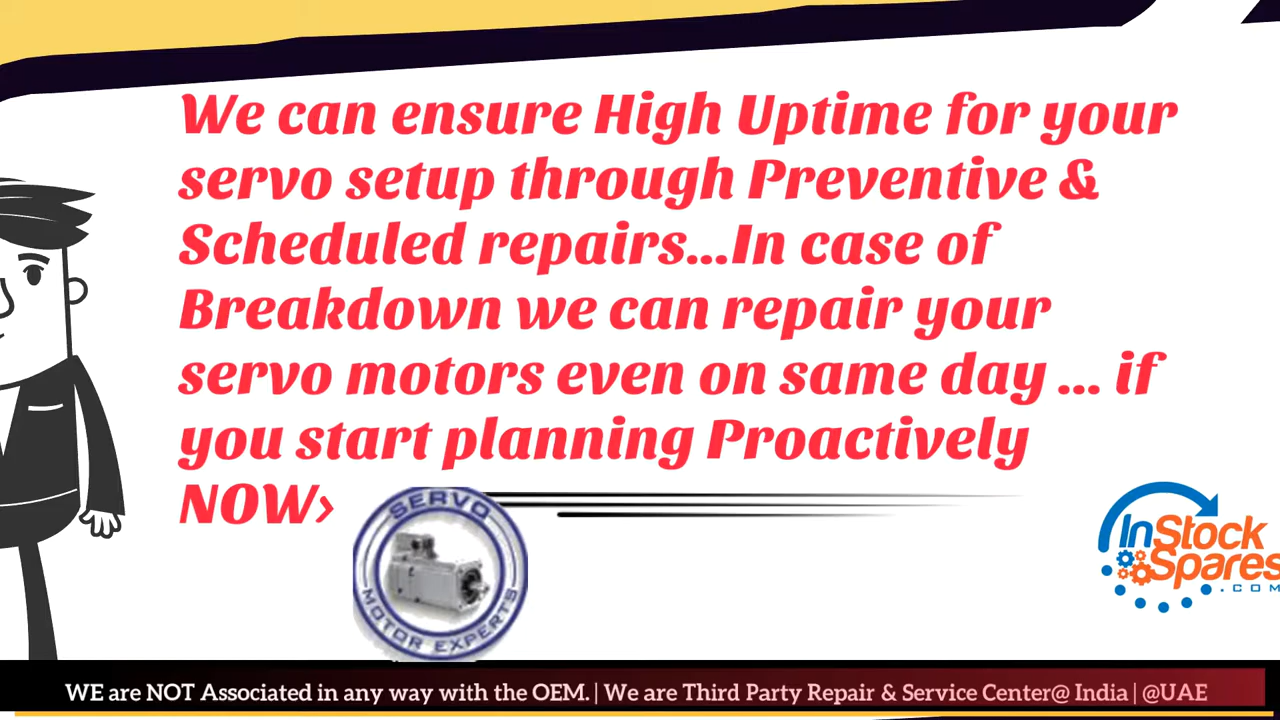 We can ensure High Uptime for your
servo setup through Preventive &
Scheduled repairs...In case of
Breakdown we can repair your
servo motors even on same day ... if
you start planning Proactively
NOW>
SERVO
MOTOR EXPERTS
InStock
Spares
.COM
WE are NOT Associated in any way with the OEM. | We are Third Party Repair & Service Center@ India | @UAE